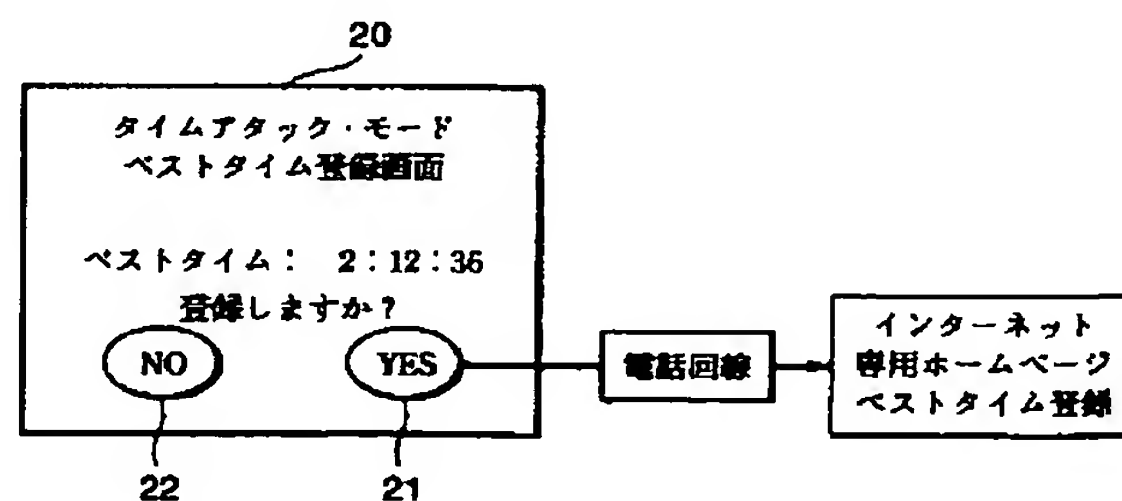 20
タイムアタック・モード
ベストタイム登録画面
ベストタイム： 2：12：36
登録しますか？
NO YES
電話回線
インターネット
専用ホームページ
ベストタイム登録
22 21